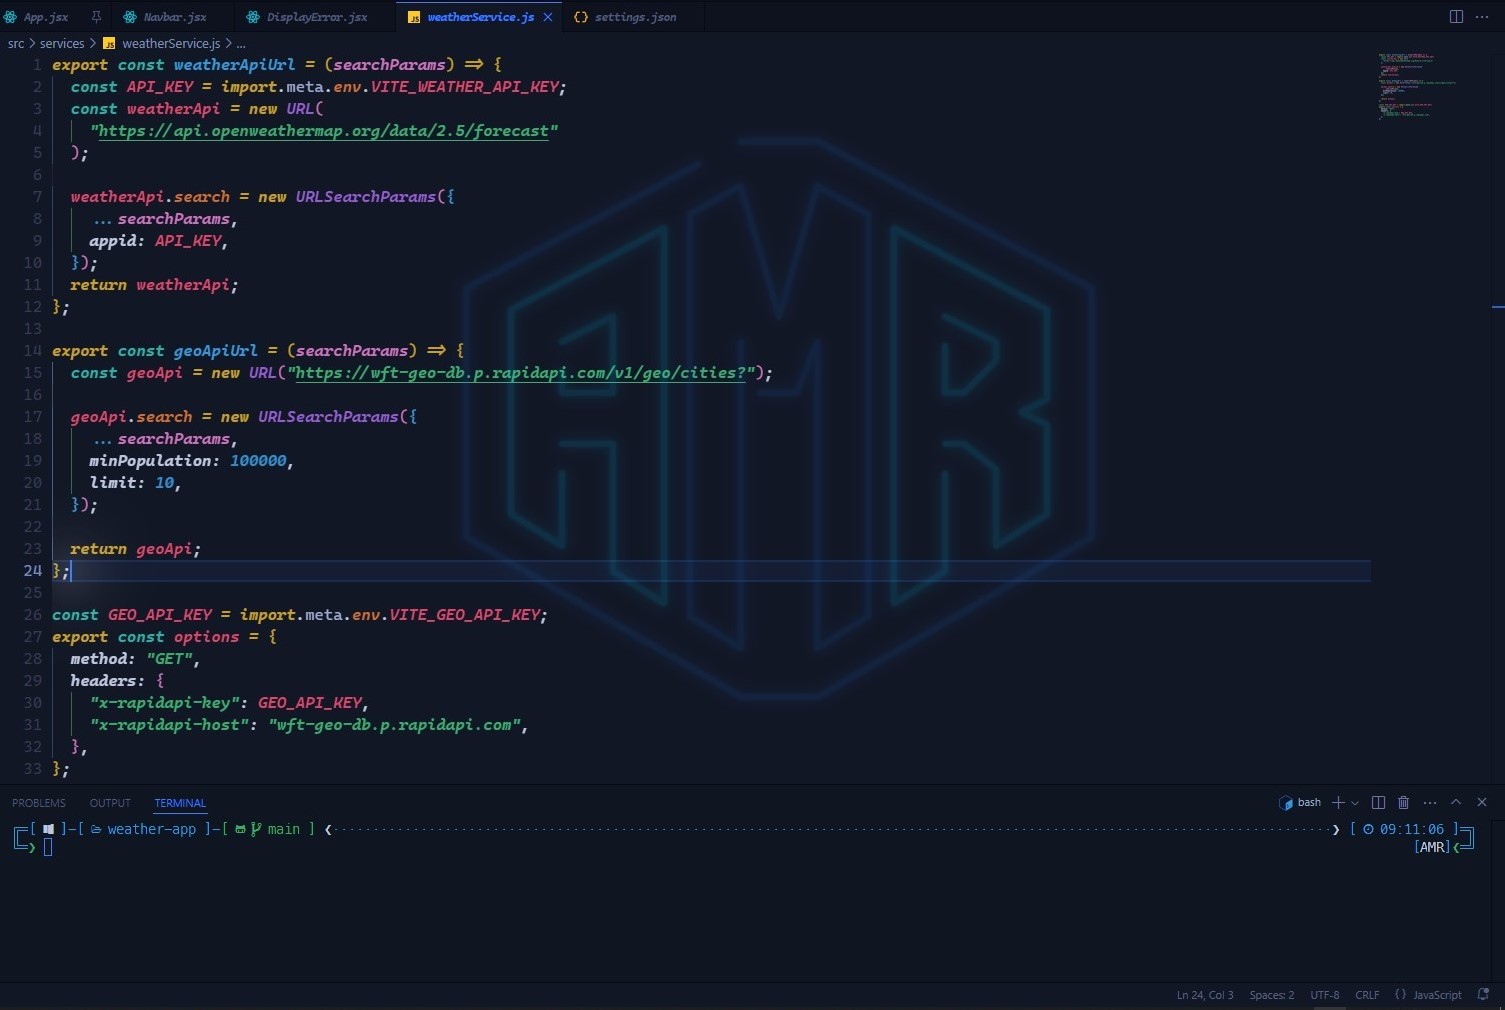 App.jsx Navbar.jsx DisplayError.jsx JS weatherService.js settings.json
src > services > JS weatherService.js > ...
1 export const weatherApiUrl = (searchParams) => {
2 const API_KEY = import.meta.env.VITE_WEATHER_API_KEY;
3 const weatherApi = new URL(
4 "https://api.openweathermap.org/data/2.5/forecast"
5 );
6
7 weatherApi.search = new URLSearchParams({
8 ...searchParams,
9 appid: API_KEY,
10 });
11 return weatherApi;
12 };
13
14 export const geoApiUrl = (searchParams) => {
15 const geoApi = new URL("https://wft-geo-db.p.rapidapi.com/v1/geo/cities?");
16
17 geoApi.search = new URLSearchParams({
18 ...searchParams,
19 minPopulation: 100000,
20 limit: 10,
21 });
22
23 return geoApi;
24 };
25
26 const GEO_API_KEY = import.meta.env.VITE_GEO_API_KEY;
27 export const options = {
28 method: "GET",
29 headers: {
30 "x-rapidapi-key": GEO_API_KEY,
31 "x-rapidapi-host": "wft-geo-db.p.rapidapi.com",
32 },
33 };
AMR
PROBLEMS OUTPUT TERMINAL bash
[ ]-[ weather-app ]-[ main ] [ 09:11:06 ]
[AMR]
Ln 24, Col 3 Spaces: 2 UTF-8 CRLF {} JavaScript